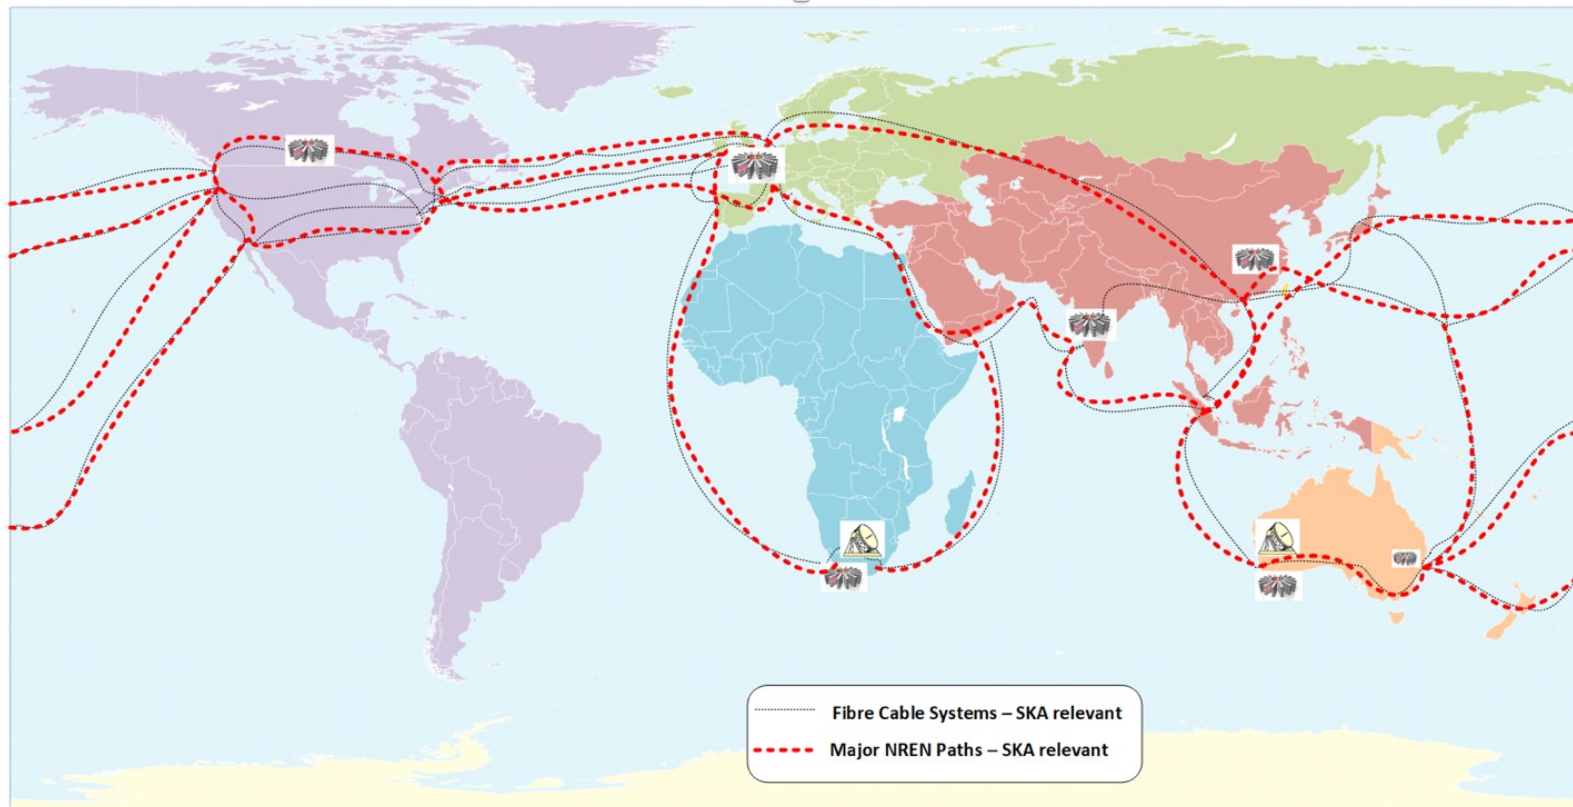 Fibre Cable Systems – SKA relevant
Major NREN Paths – SKA relevant